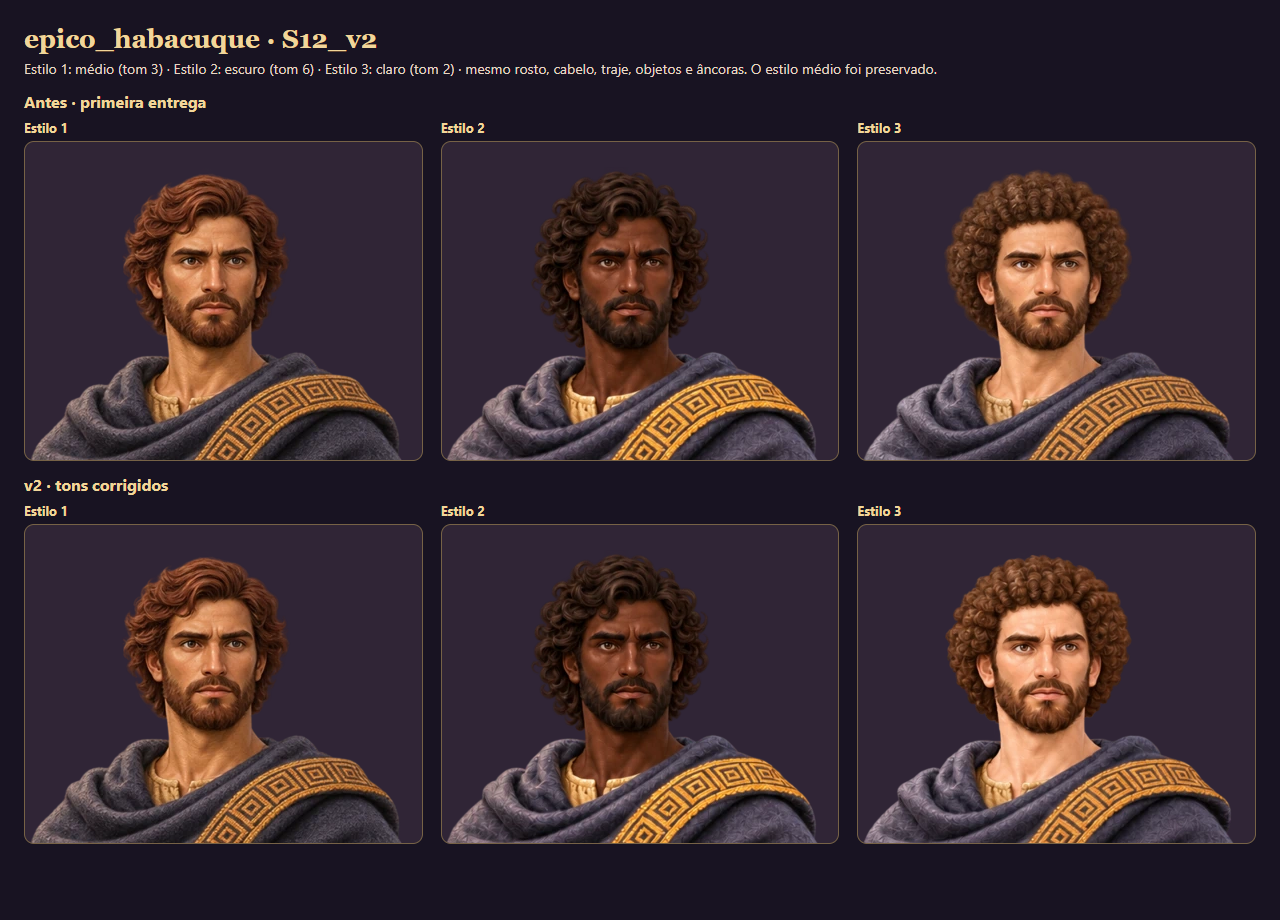 epico_habacuque · S12_v2
Estilo 1: médio (tom 3) · Estilo 2: escuro (tom 6) · Estilo 3: claro (tom 2) · mesmo rosto, cabelo, traje, objetos e âncoras. O estilo médio foi preservado.
Antes · primeira entrega
Estilo 1
Estilo 2
Estilo 3
v2 · tons corrigidos
Estilo 1
Estilo 2
Estilo 3